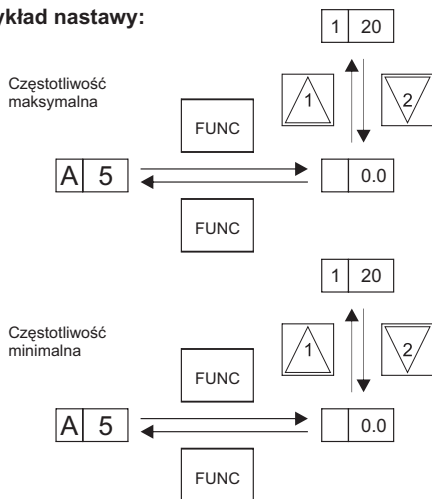 ykład nastawy:
1 20
Częstotliwość
maksymalna
1 2
FUNC
A 5 0.0
FUNC
1 20
Częstotliwość
minimalna
1 2
FUNC
A 5 0.0
FUNC